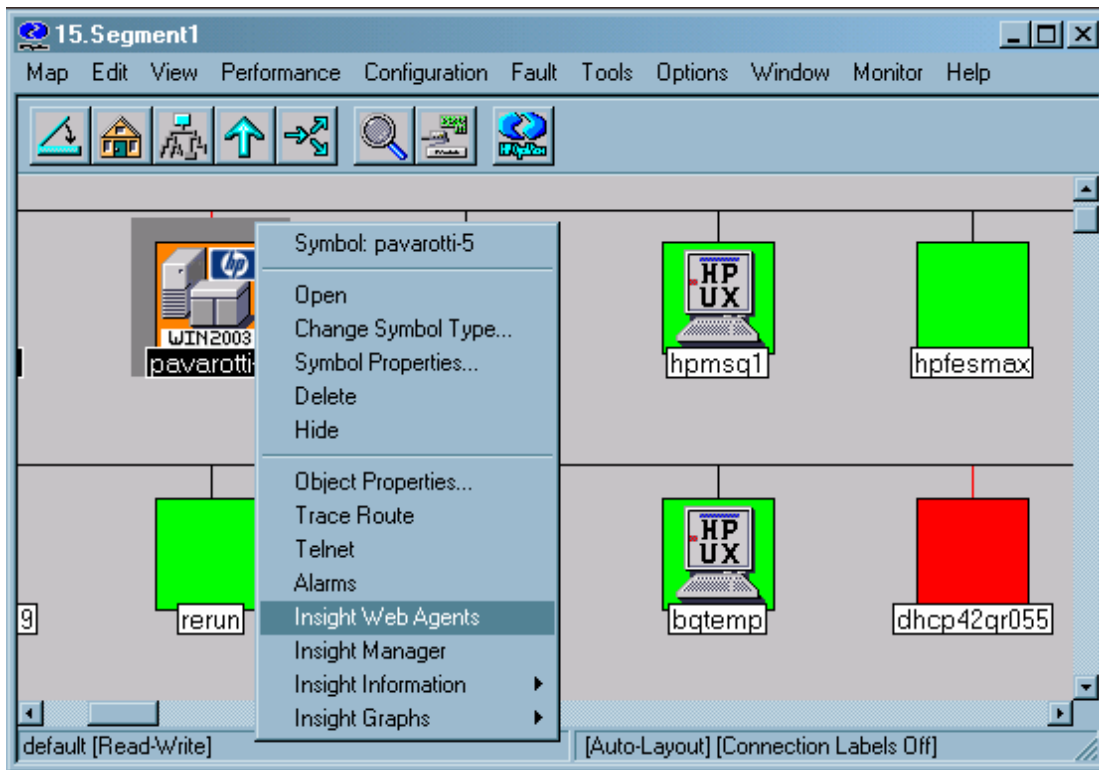 15.Segment1
Map Edit View Performance Configuration Fault Tools Options Window Monitor Help
Symbol: pavarotti-5
Open
Change Symbol Type...
Symbol Properties...
Delete
Hide
Object Properties...
Trace Route
Telnet
Alarms
Insight Web Agents
Insight Manager
Insight Information
Insight Graphs
hp
WIN2003
pavarotti-
HP
UX
hpmsq1
hpfesmax
9
rerun
HP
UX
bqtemp
dhcp42qr055
default [Read-Write]
[Auto-Layout] [Connection Labels Off]